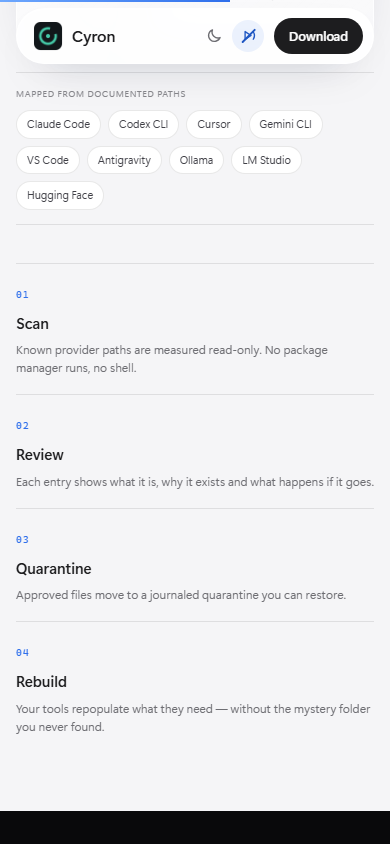 Cyron
Download
MAPPED FROM DOCUMENTED PATHS
Claude Code
Codex CLI
Cursor
Gemini CLI
VS Code
Antigravity
Ollama
LM Studio
Hugging Face
01
Scan
Known provider paths are measured read-only. No package
manager runs, no shell.
02
Review
Each entry shows what it is, why it exists and what happens if it goes.
03
Quarantine
Approved files move to a journaled quarantine you can restore.
04
Rebuild
Your tools repopulate what they need — without the mystery folder
you never found.